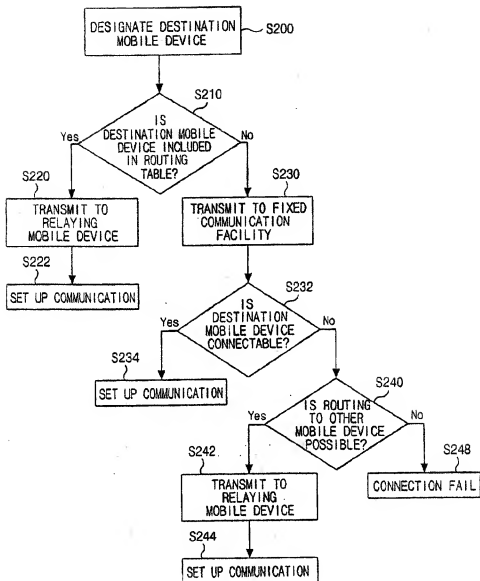 DESIGNATE DESTINATION
MOBILE DEVICE
S200
S210
IS
DESTINATION MOBILE
DEVICE INCLUDED
IN ROUTING
TABLE?
Yes
No
S220
TRANSMIT TO
RELAYING
MOBILE DEVICE
S230
TRANSMIT TO FIXED
COMMUNICATION
FACILITY
S222
SET UP COMMUNICATION
S232
IS
DESTINATION
MOBILE DEVICE
CONNECTABLE?
Yes
No
S234
SET UP COMMUNICATION
S240
IS ROUTING
TO OTHER
MOBILE DEVICE
POSSIBLE?
Yes
No
S242
TRANSMIT TO
RELAYING
MOBILE DEVICE
S248
CONNECTION FAIL
S244
SET UP COMMUNICATION